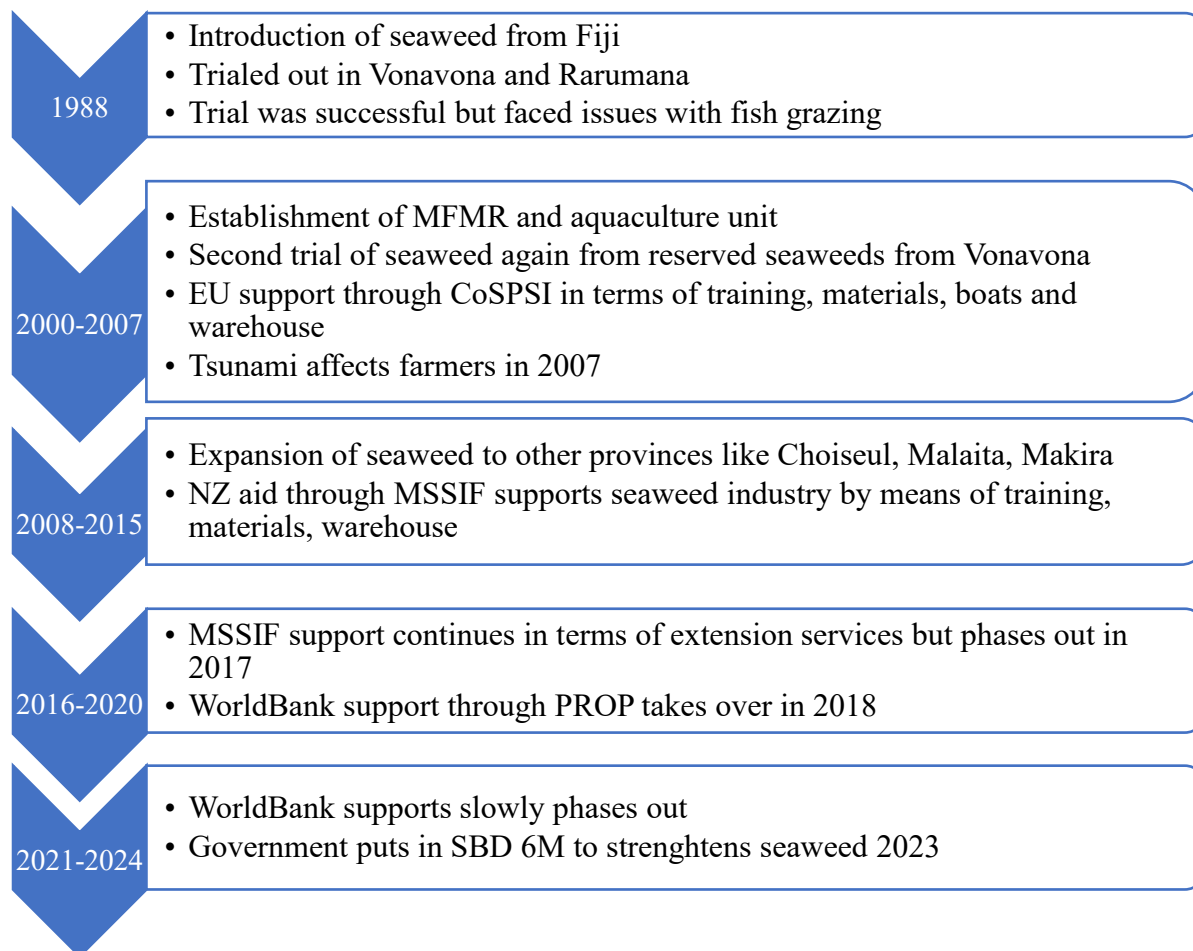 1988
• Introduction of seaweed from Fiji
• Trialed out in Vonavona and Rarumana
• Trial was successful but faced issues with fish grazing
2000-2007
• Establishment of MFMR and aquaculture unit
• Second trial of seaweed again from reserved seaweeds from Vonavona
• EU support through CoSPSI in terms of training, materials, boats and
warehouse
• Tsunami affects farmers in 2007
2008-2015
• Expansion of seaweed to other provinces like Choiseul, Malaita, Makira
• NZ aid through MSSIF supports seaweed industry by means of training,
materials, warehouse
2016-2020
• MSSIF support continues in terms of extension services but phases out in
2017
• WorldBank support through PROP takes over in 2018
2021-2024
• WorldBank supports slowly phases out
• Government puts in SBD 6M to strenghtens seaweed 2023